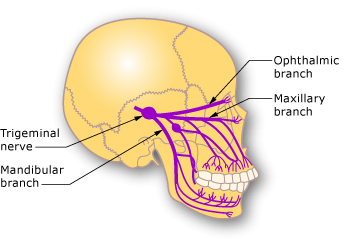 Ophthalmic
branch
Maxillary
branch
Trigeminal
nerve
Mandibular
branch